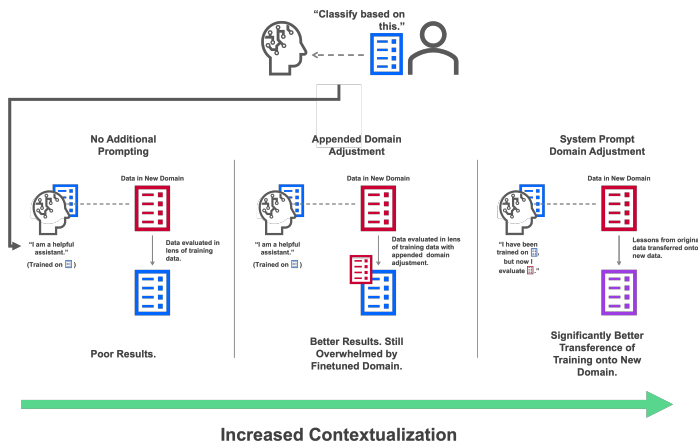 “Classify based on
this.”
No Additional
Prompting
Data in New Domain
“I am a helpful
assistant.”
(Trained on )
Data evaluated in
lens of training
data.
Poor Results.
Appended Domain
Adjustment
Data in New Domain
“I am a helpful
assistant.”
(Trained on )
Data evaluated in lens
of training data with
appended domain
adjustment.
Better Results. Still
Overwhelmed by
Finetuned Domain.
System Prompt
Domain Adjustment
Data in New Domain
“I have been
trained on ,
but now I
evaluate .”
Lessons from origina
data transferred onto
new data.
Significantly Better
Transference of
Training onto New
Domain.
Increased Contextualization